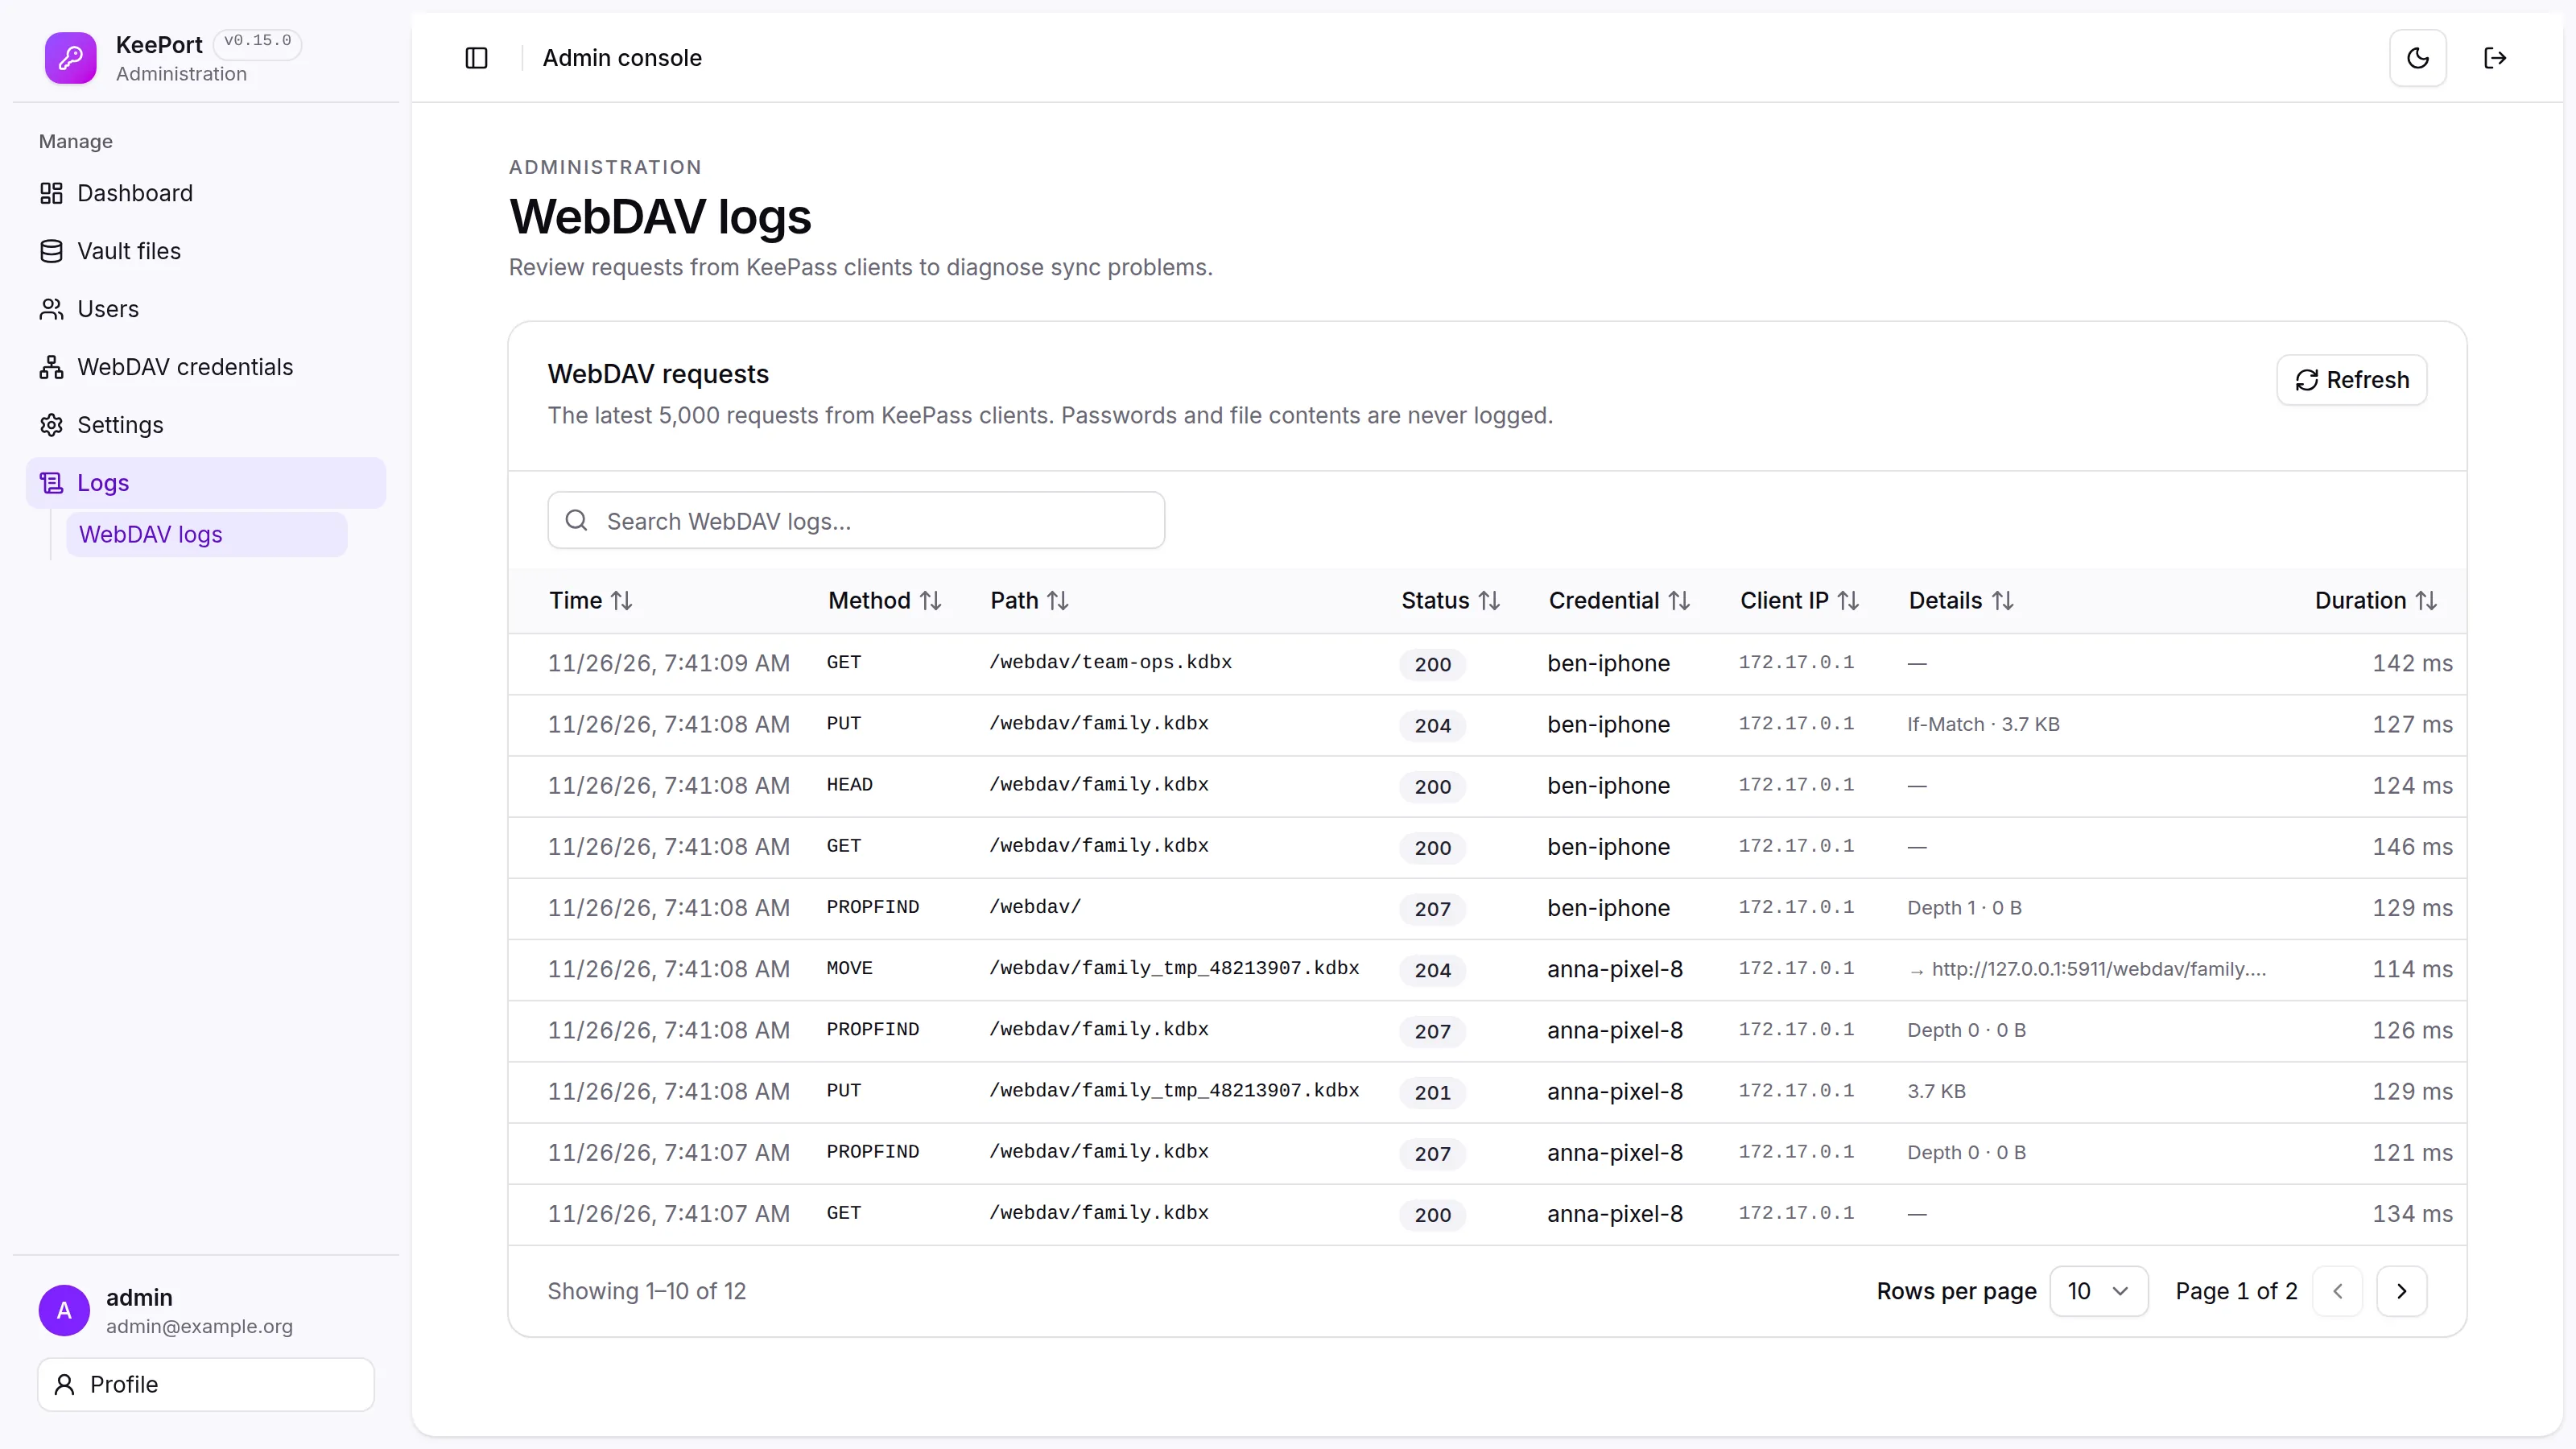 KeePort v0.15.0
Administration
Manage
Dashboard
Vault files
Users
WebDAV credentials
Settings
Logs
WebDAV logs
A
admin
admin@example.org
Profile
Admin console
ADMINISTRATION
WebDAV logs
Review requests from KeePass clients to diagnose sync problems.
WebDAV requests
The latest 5,000 requests from KeePass clients. Passwords and file contents are never logged.
Refresh
Search WebDAV logs...
Time Method Path Status Credential Client IP Details Duration
11/26/26, 7:41:09 AM GET /webdav/team-ops.kdbx 200 ben-iphone 172.17.0.1 — 142 ms
11/26/26, 7:41:08 AM PUT /webdav/family.kdbx 204 ben-iphone 172.17.0.1 If-Match · 3.7 KB 127 ms
11/26/26, 7:41:08 AM HEAD /webdav/family.kdbx 200 ben-iphone 172.17.0.1 — 124 ms
11/26/26, 7:41:08 AM GET /webdav/family.kdbx 200 ben-iphone 172.17.0.1 — 146 ms
11/26/26, 7:41:08 AM PROPFIND /webdav/ 207 ben-iphone 172.17.0.1 Depth 1 · 0 B 129 ms
11/26/26, 7:41:08 AM MOVE /webdav/family_tmp_48213907.kdbx 204 anna-pixel-8 172.17.0.1 → http://127.0.0.1:5911/webdav/family.... 114 ms
11/26/26, 7:41:08 AM PROPFIND /webdav/family.kdbx 207 anna-pixel-8 172.17.0.1 Depth 0 · 0 B 126 ms
11/26/26, 7:41:08 AM PUT /webdav/family_tmp_48213907.kdbx 201 anna-pixel-8 172.17.0.1 3.7 KB 129 ms
11/26/26, 7:41:07 AM PROPFIND /webdav/family.kdbx 207 anna-pixel-8 172.17.0.1 Depth 0 · 0 B 121 ms
11/26/26, 7:41:07 AM GET /webdav/family.kdbx 200 anna-pixel-8 172.17.0.1 — 134 ms
Showing 1–10 of 12 Rows per page 10 Page 1 of 2